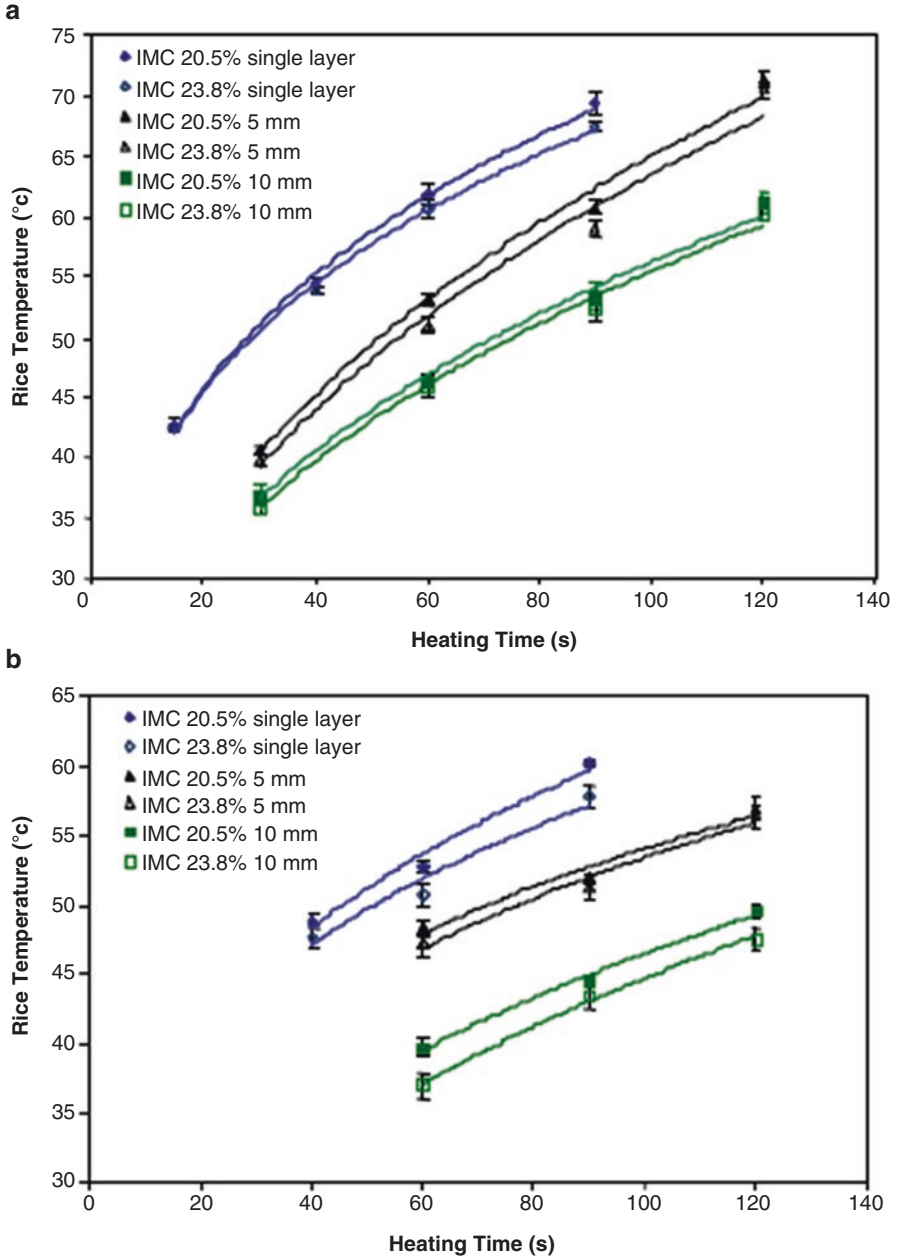 a
75
70
65
60
55
50
45
40
35
30
Rice Temperature (°c)
IMC 20.5% single layer
IMC 23.8% single layer
IMC 20.5% 5 mm
IMC 23.8% 5 mm
IMC 20.5% 10 mm
IMC 23.8% 10 mm
0 20 40 60 80 100 120 140
Heating Time (s)
b
65
60
55
50
45
40
35
30
Rice Temperature (°c)
IMC 20.5% single layer
IMC 23.8% single layer
IMC 20.5% 5 mm
IMC 23.8% 5 mm
IMC 20.5% 10 mm
IMC 23.8% 10 mm
0 20 40 60 80 100 120 140
Heating Time (s)